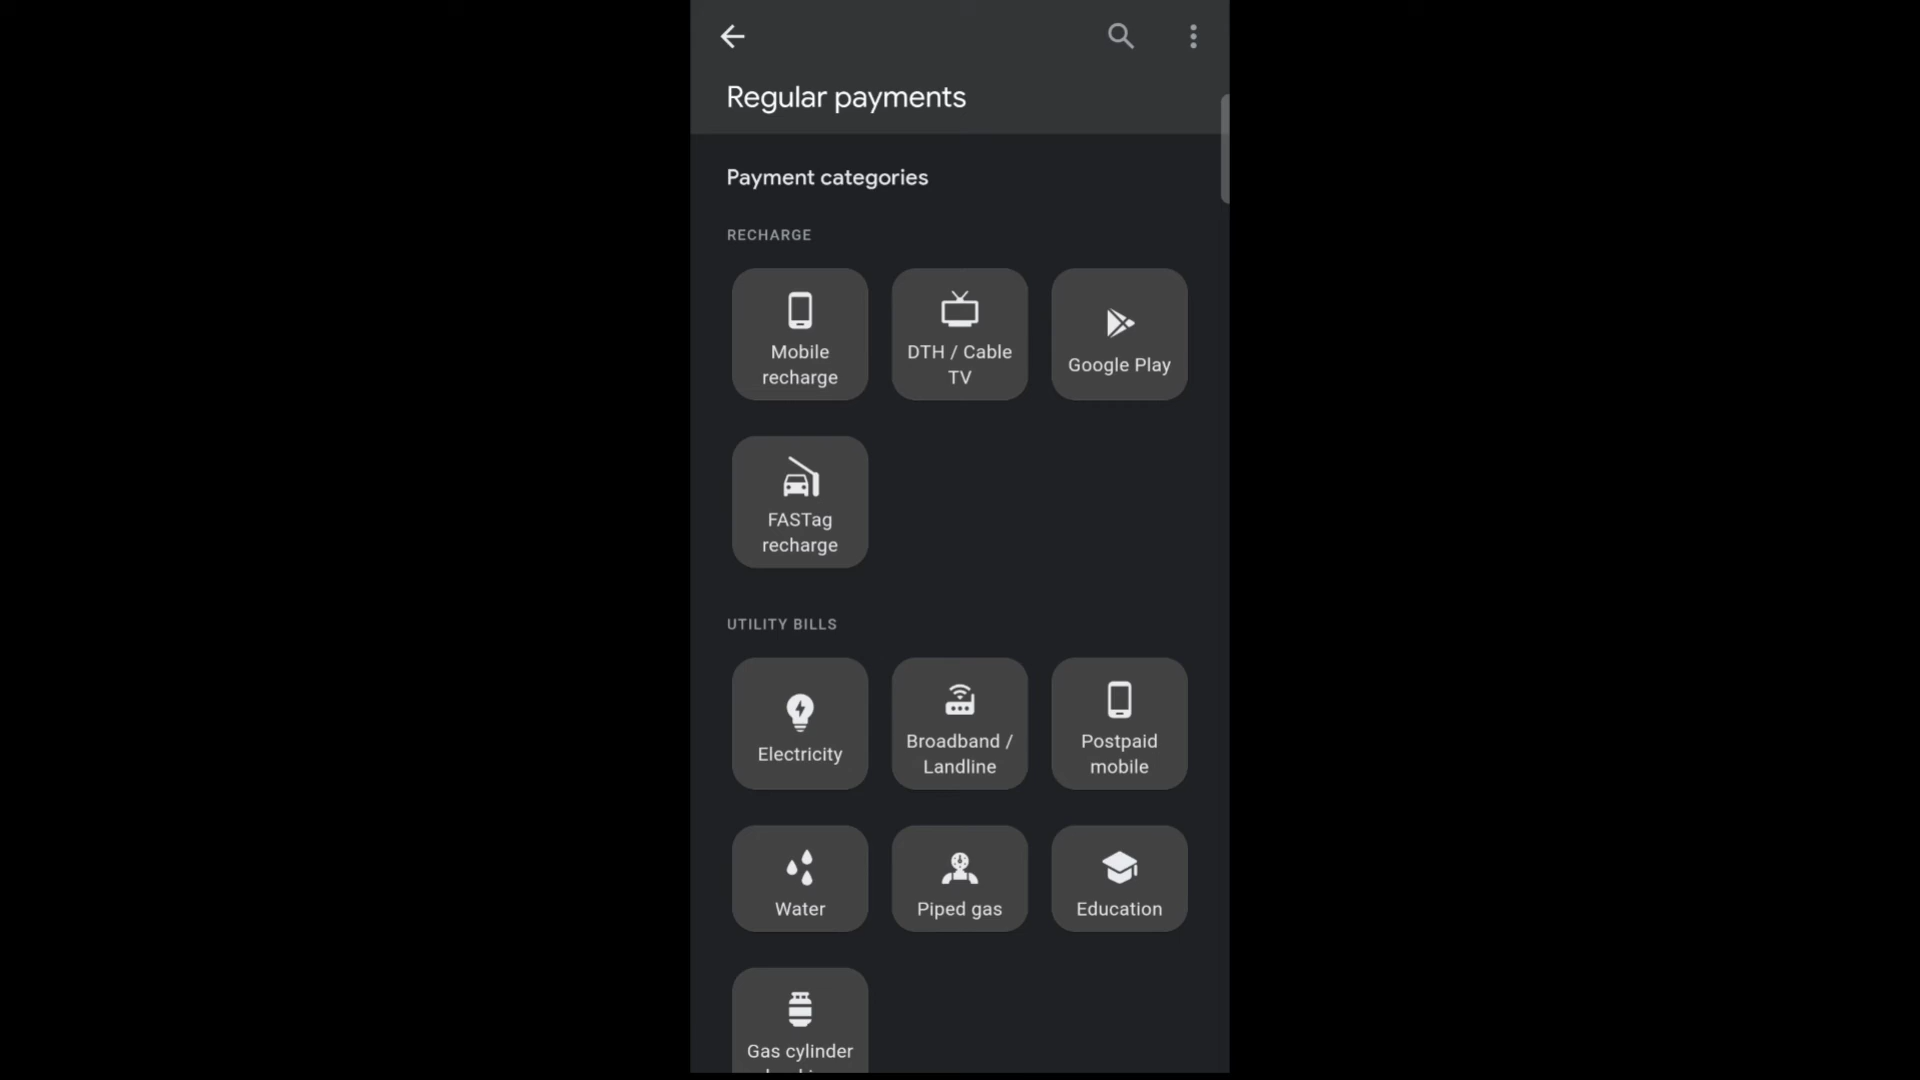 Regular payments
Payment categories
RECHARGE
Mobile
recharge
DTH / Cable
TV
Google Play
FASTag
recharge
UTILITY BILLS
Electricity
Broadband /
Landline
Postpaid
mobile
Water
Piped gas
Education
Gas cylinder